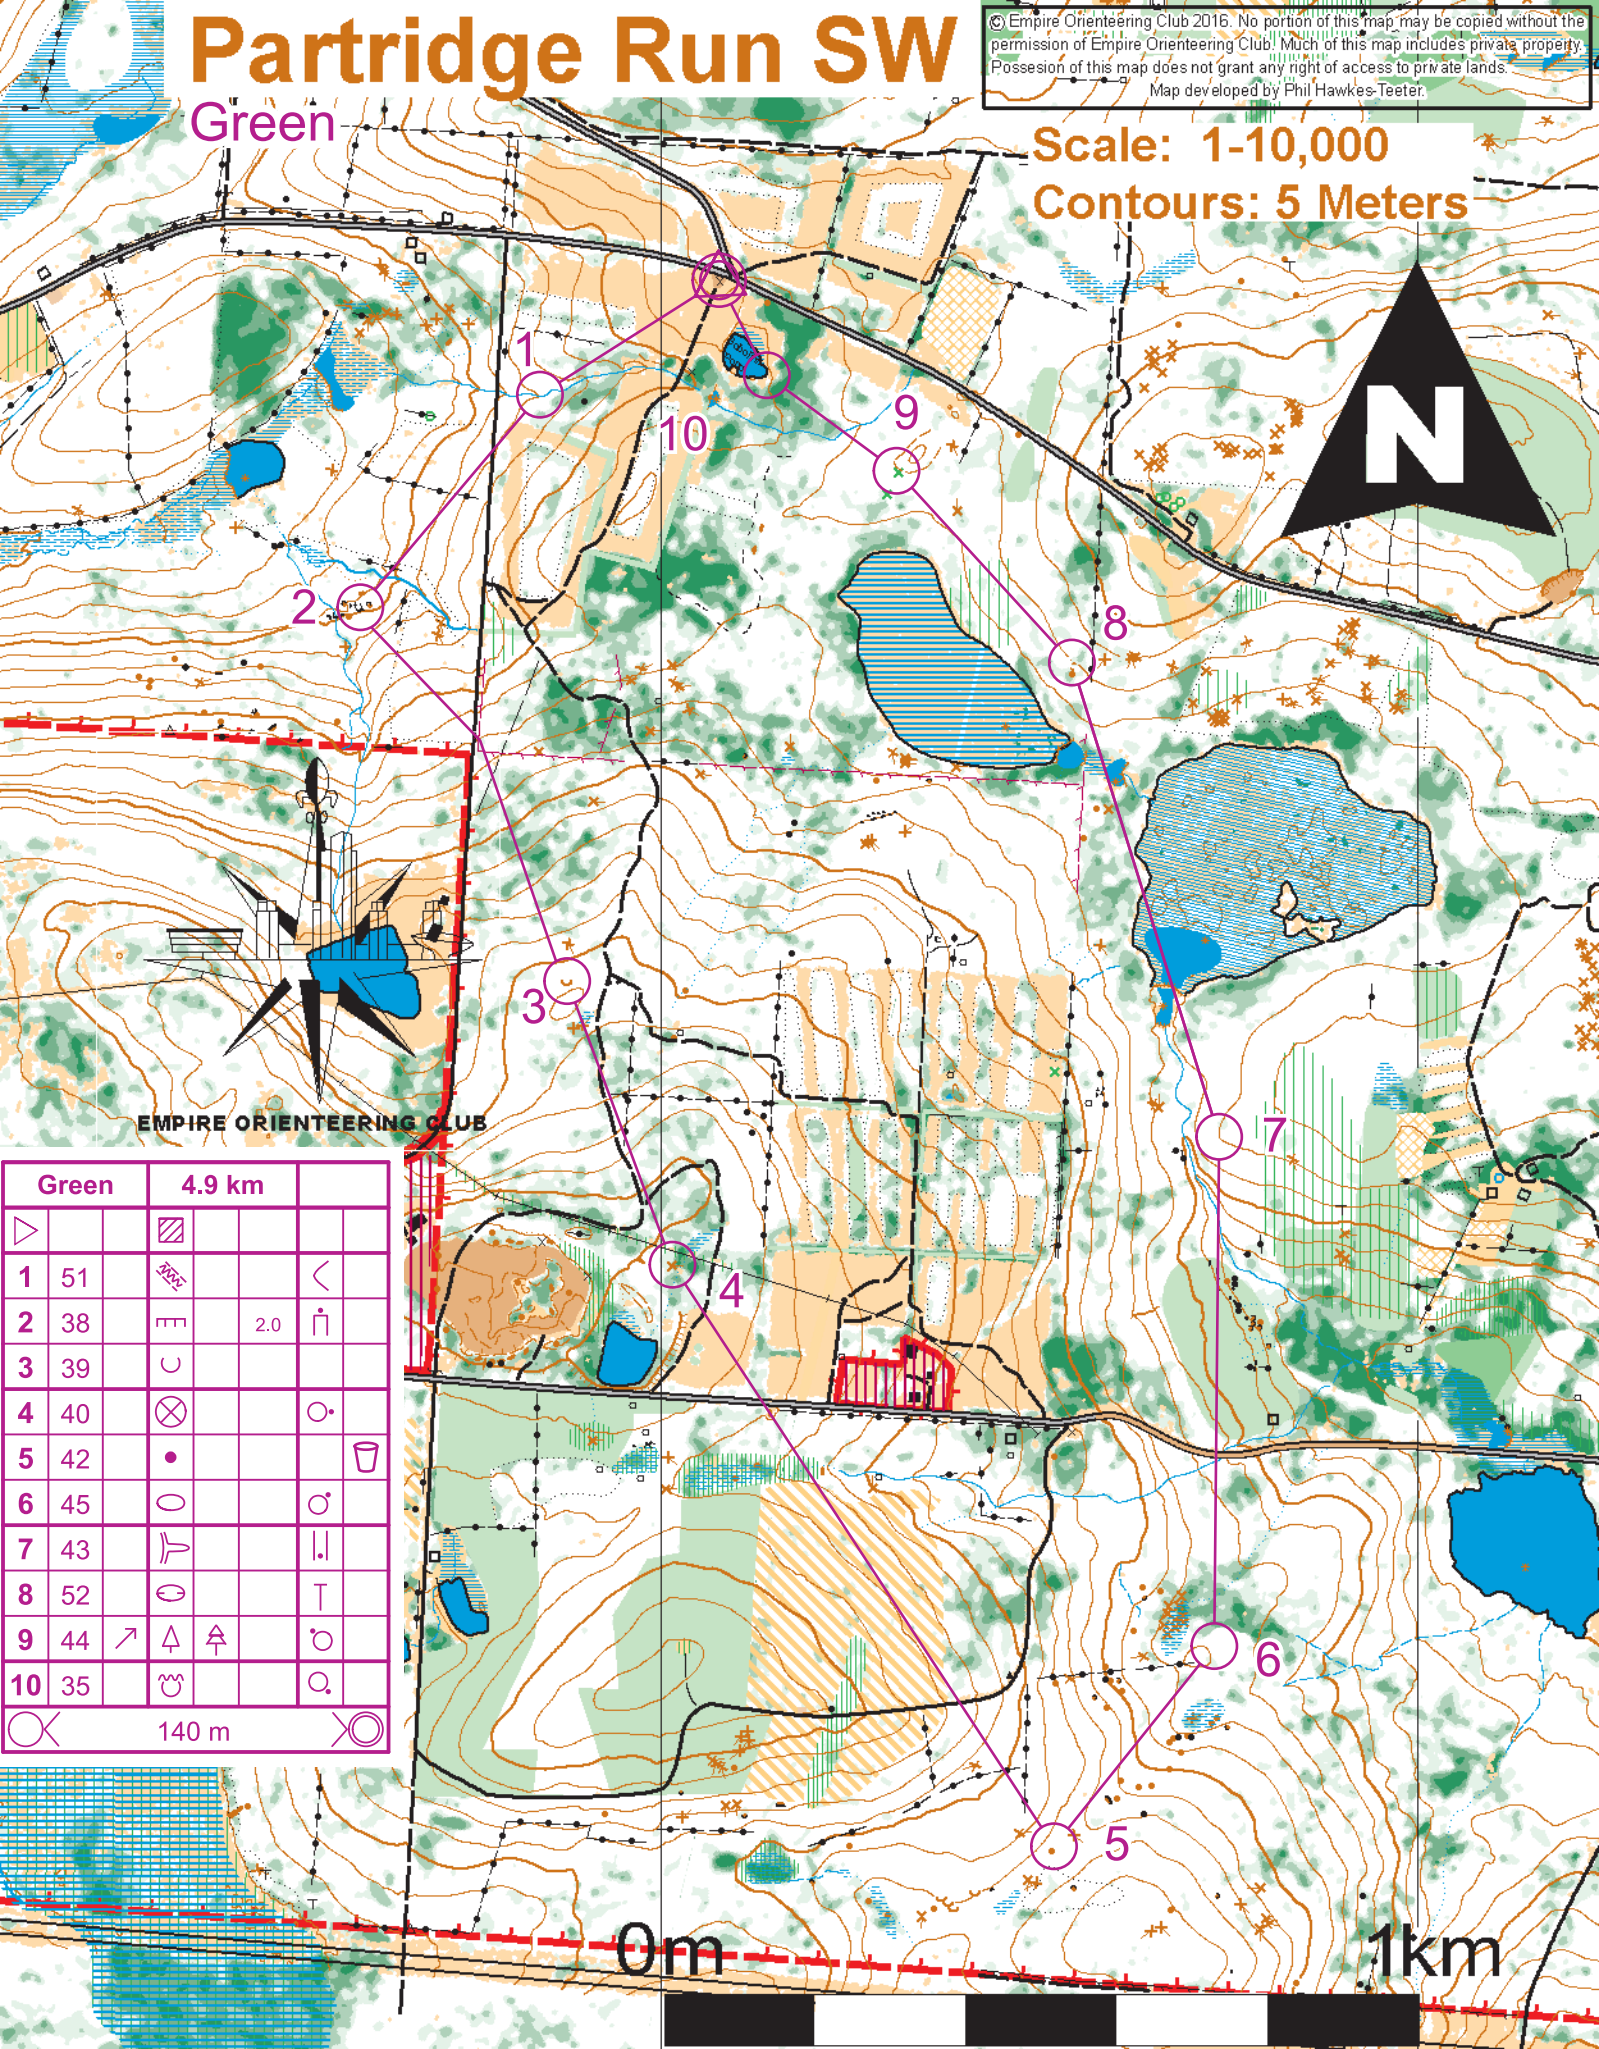 Partridge Run SW
Green
© Empire Orienteering Club 2016. No portion of this map may be copied without the
permission of Empire Orienteering Club. Much of this map includes private property.
Possesion of this map does not grant any right of access to private lands.
Map developed by Phil Hawkes-Teeter.
Scale: 1-10,000
Contours: 5 Meters
N
1
10
9
2
8
3
7
4
EMPIRE ORIENTEERING CLUB
Green 4.9 km
1 51
2 38 2.0
3 39
4 40
5 42
6 45
7 43
8 52
9 44
10 35
140 m
6
5
0m 1km